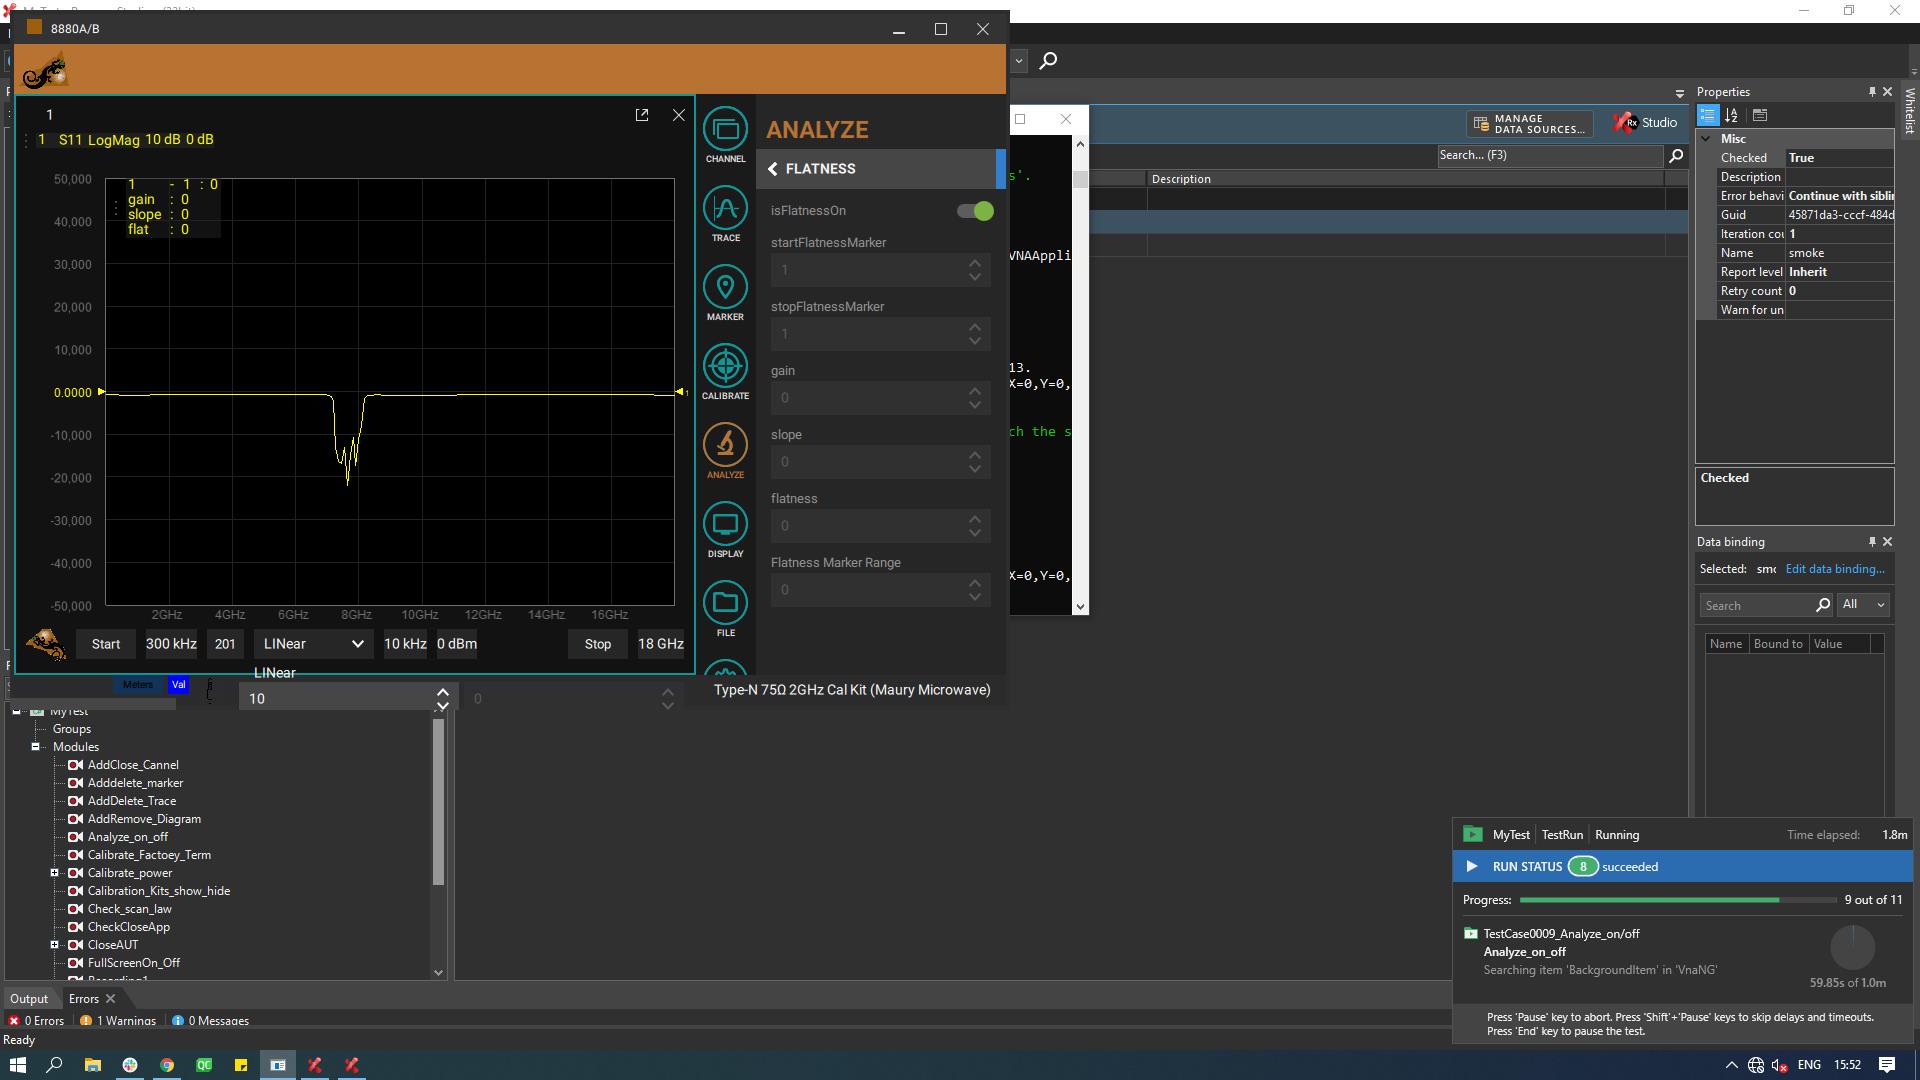 8880A/B
1
1 S11 LogMag 10 dB 0 dB
50,000
40,000
30,000
20,000
10,000
0.0000
-10,000
-20,000
-30,000
-40,000
-50,000
1 - 1 : 0
gain : 0
slope : 0
flat : 0
1
2GHz 4GHz 6GHz 8GHz 10GHz 12GHz 14GHz 16GHz
Start 300 kHz 201 LINear 10 kHz 0 dBm Stop 18 GHz
LINear
Meters Val
10
0
Type-N 75Ω 2GHz Cal Kit (Maury Microwave)
CHANNEL
TRACE
MARKER
CALIBRATE
ANALYZE
DISPLAY
FILE
ANALYZE
FLATNESS
isFlatnessOn
startFlatnessMarker
1
stopFlatnessMarker
1
gain
0
slope
0
flatness
0
Flatness Marker Range
0
s'.
VNAAppli
13.
X=0,Y=0,
ch the s
X=0,Y=0,
MANAGE
DATA SOURCES...
Rx Studio
Search... (F3)
Description
Properties
Whitelist
Misc
Checked True
Description
Error behavi Continue with siblin
Guid 45871da3-cccf-484d
Iteration cou 1
Name smoke
Report level Inherit
Retry count 0
Warn for un
Checked
Data binding
Selected: smo Edit data binding...
Search All
Name Bound to Value
MyTest
Groups
Modules
AddClose_Cannel
Adddelete_marker
AddDelete_Trace
AddRemove_Diagram
Analyze_on_off
Calibrate_Factoey_Term
Calibrate_power
Calibration_Kits_show_hide
Check_scan_law
CheckCloseApp
CloseAUT
FullScreenOn_Off
Recording1
Output Errors
0 Errors 1 Warnings 0 Messages
Ready
MyTest TestRun Running Time elapsed: 1.8m
RUN STATUS 8 succeeded
Progress: 9 out of 11
TestCase0009_Analyze_on/off
Analyze_on_off
Searching item 'BackgroundItem' in 'VnaNG'
59.85s of 1.0m
Press 'Pause' key to abort. Press 'Shift'+'Pause' keys to skip delays and timeouts.
Press 'End' key to pause the test.
QC
ENG 15:52